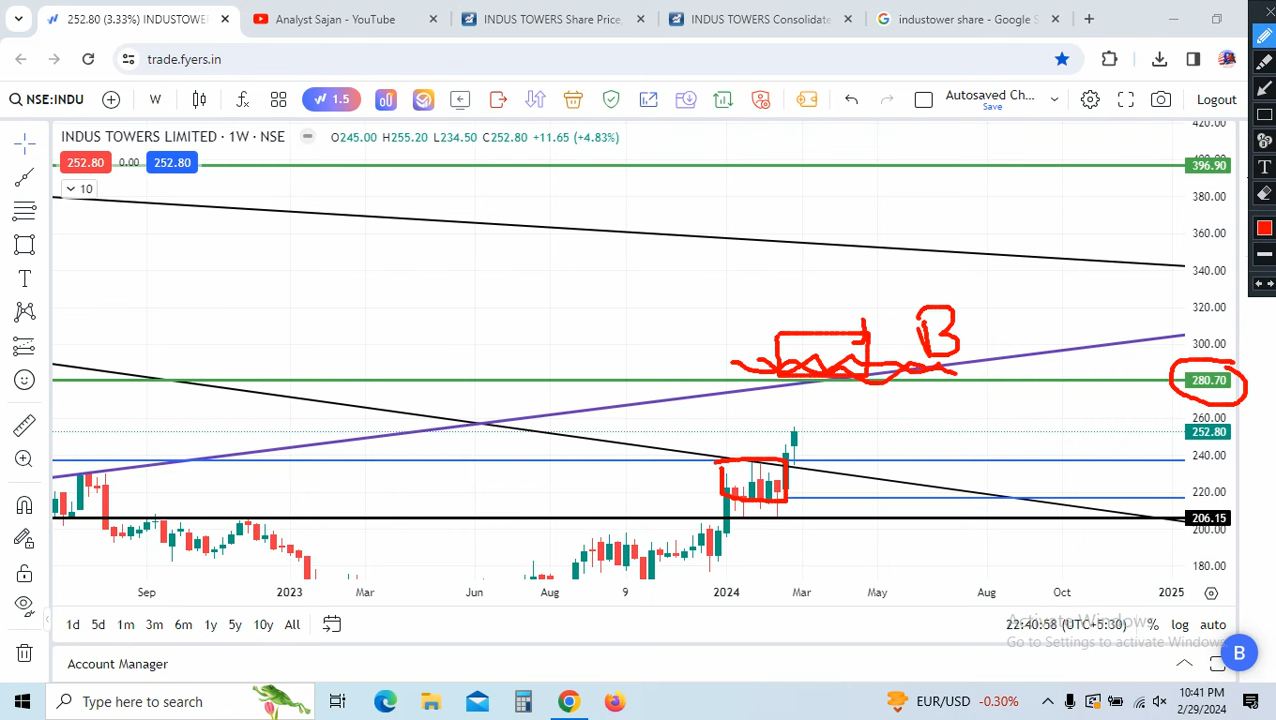 252.80 (3.33%) INDUSTOWER
Analyst Sajan - YouTube
INDUS TOWERS Share Price,
INDUS TOWERS Consolidate
industower share - Google S
trade.fyers.in
NSE:INDU
W
1.5
Autosaved Ch...
Save
Logout
INDUS TOWERS LIMITED · 1W · NSE
O245.00 H255.20 L234.50 C252.80 +11.65 (+4.83%)
252.80 0.00 252.80
10
420.00
396.90
380.00
360.00
340.00
320.00
300.00
280.70
260.00
252.80
240.00
220.00
206.15
200.00
180.00
B
Sep 2023 Mar Jun Aug 9 2024 Mar May Aug Oct 2025
1d 5d 1m 3m 6m 1y 5y 10y All
22:40:58 (UTC+5:30) % log auto
Activate Windows
Go to Settings to activate Windows.
Account Manager
B
Type here to search
EUR/USD -0.30%
10:41 PM
2/29/2024